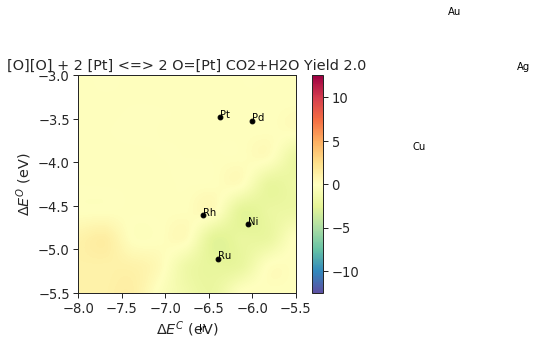 Au
Ag
Cu
[O][O] + 2 [Pt] <=> 2 O=[Pt] CO2+H2O Yield 2.0
−3.0
−3.5
−4.0
−4.5
−5.0
−5.5
ΔE^O (eV)
Pt
Pd
Rh
Ni
Ru
Ir
−8.0 −7.5 −7.0 −6.5 −6.0 −5.5
ΔE^C (eV)
10
5
0
−5
−10